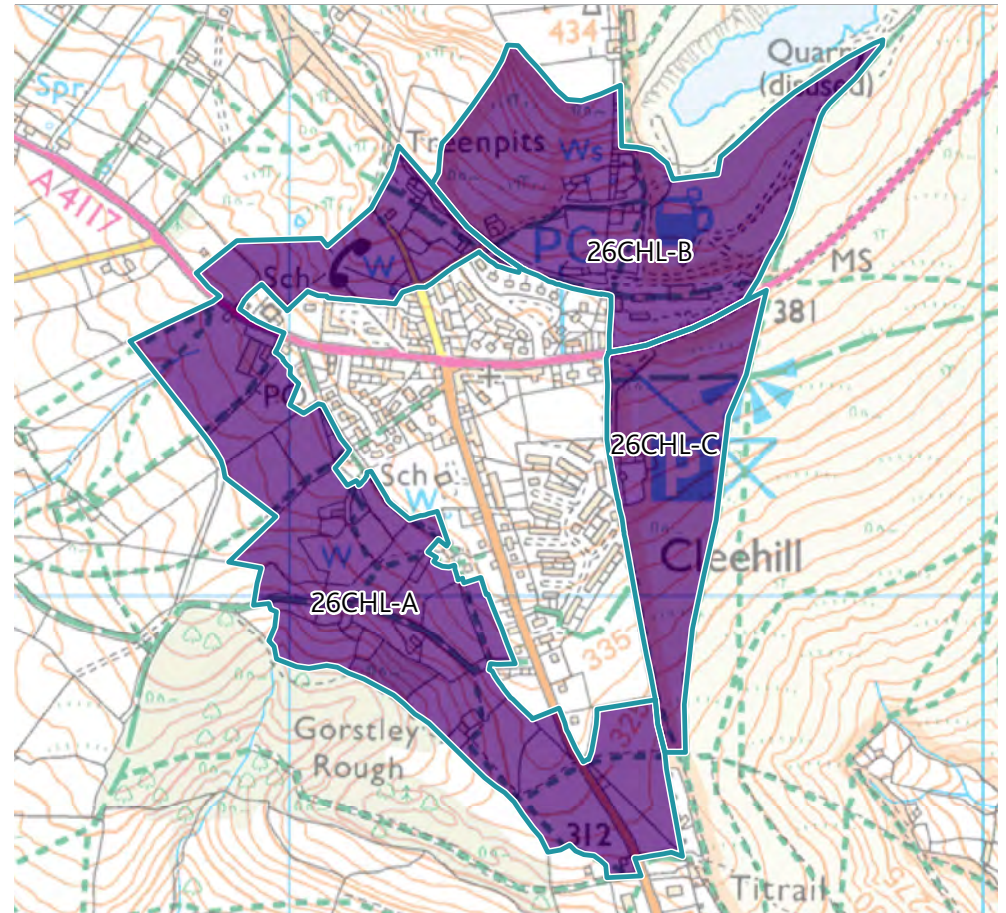 434
Quarry
(disused)
Spr
Treenpits
Ws
A 4117
PC
26CHL-B
MS
Sch
W
381
PC
26CHL-C
Sch
W
P
Cleehill
W
26CHL-A
335
Gorstley
Rough
312
Titrail